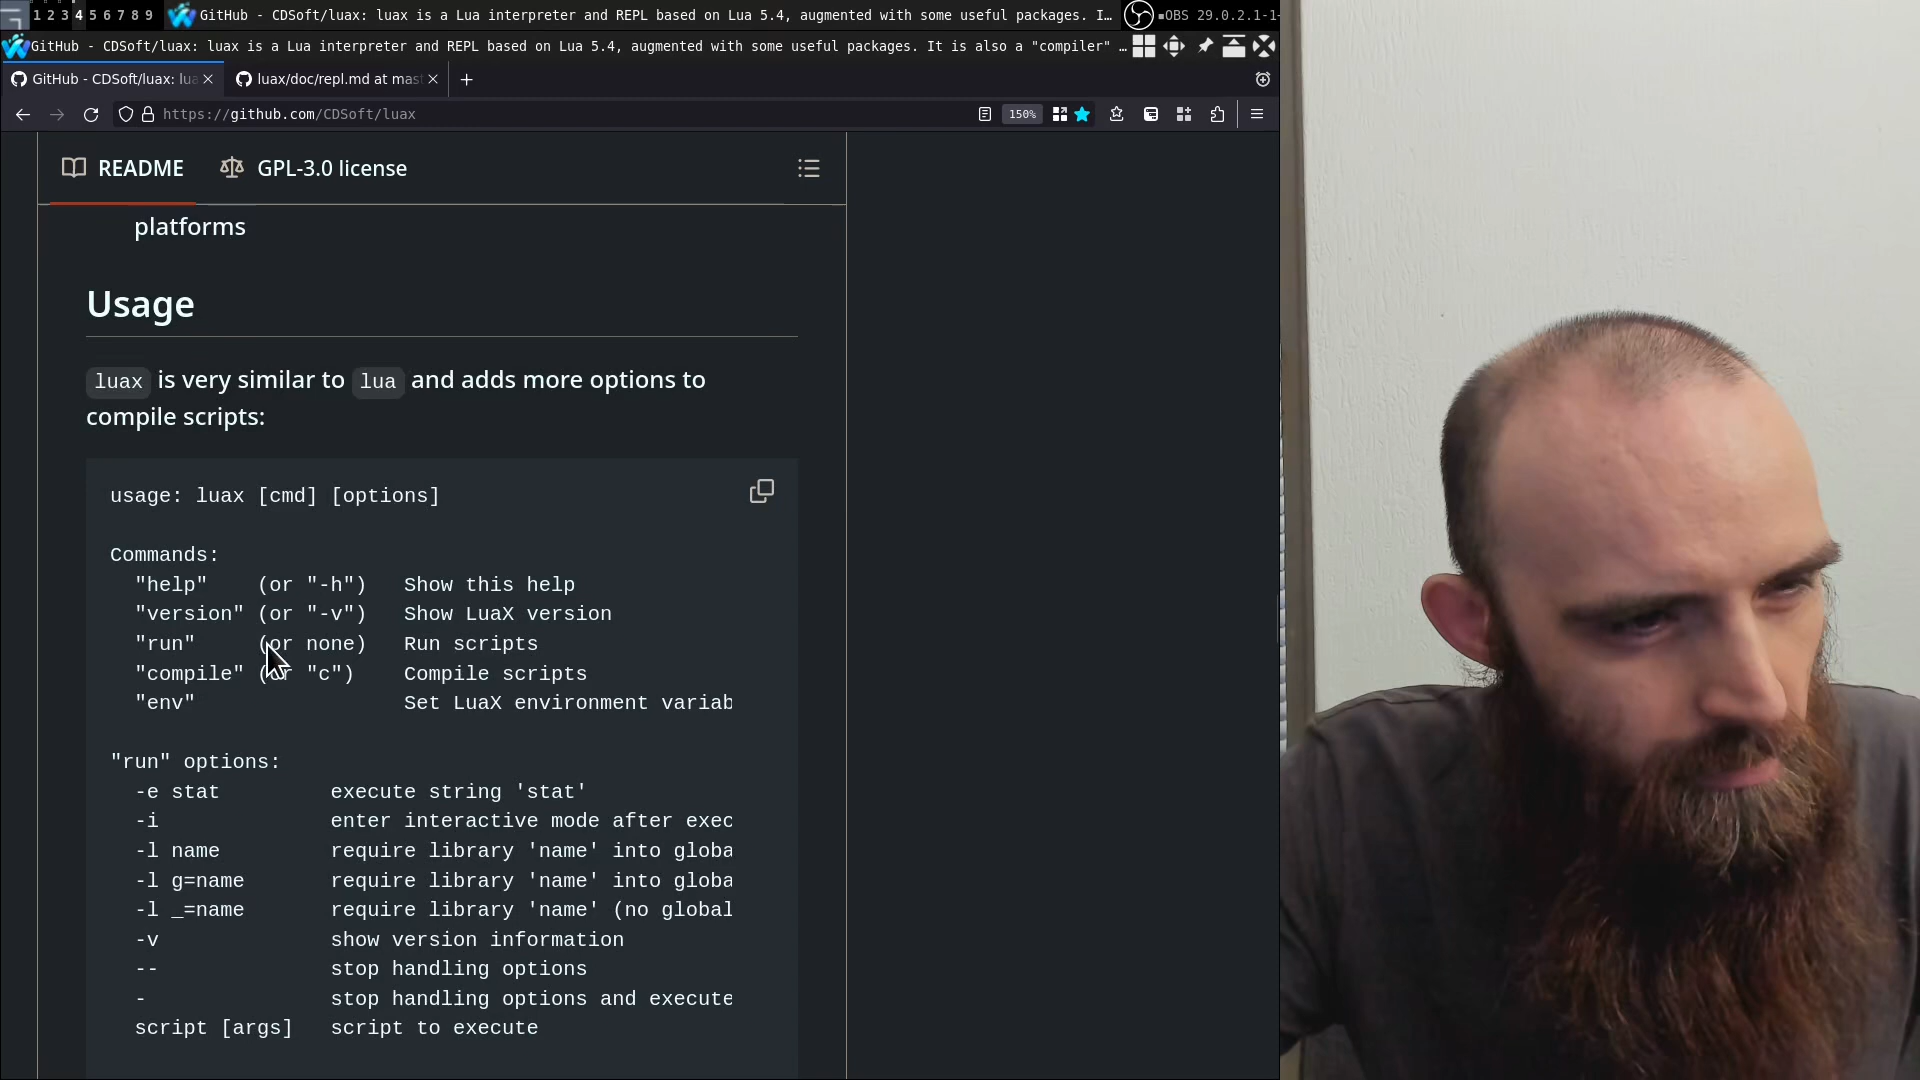 1 2 3 4 5 6 7 8 9
GitHub - CDSoft/luax: luax is a Lua interpreter and REPL based on Lua 5.4, augmented with some useful packages. I…
OBS 29.0.2.1-1-
GitHub - CDSoft/luax: luax is a Lua interpreter and REPL based on Lua 5.4, augmented with some useful packages. It is also a "compiler" …
GitHub - CDSoft/luax: lua
luax/doc/repl.md at mas
https://github.com/CDSoft/luax
150%
README
GPL-3.0 license
platforms
Usage
luax is very similar to lua and adds more options to
compile scripts:
usage: luax [cmd] [options]
Commands:
"help" (or "-h") Show this help
"version" (or "-v") Show LuaX version
"run" (or none) Run scripts
"compile" (or "c") Compile scripts
"env" Set LuaX environment variab
"run" options:
-e stat execute string 'stat'
-i enter interactive mode after exec
-l name require library 'name' into globa
-l g=name require library 'name' into globa
-l _=name require library 'name' (no global
-v show version information
-- stop handling options
- stop handling options and execute
script [args] script to execute